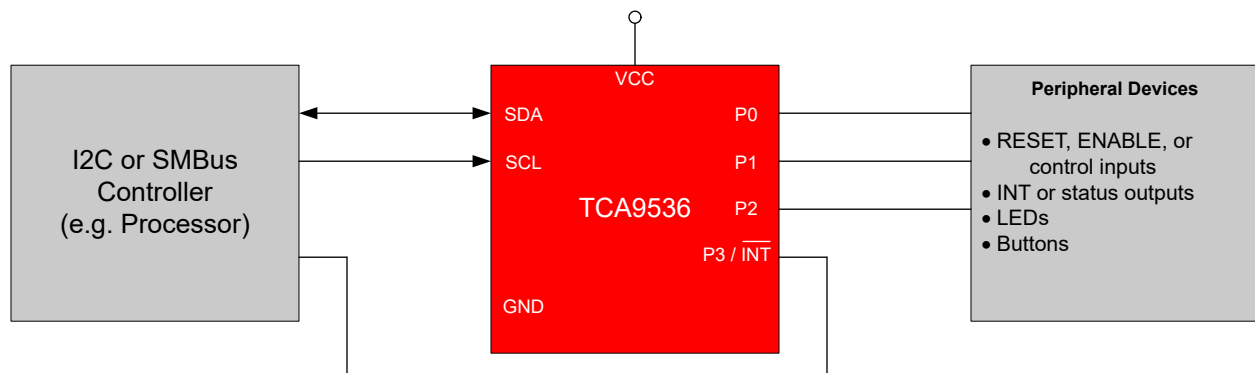 I2C or SMBus
Controller
(e.g. Processor)
VCC
SDA
SCL
TCA9536
GND
P0
P1
P2
P3 / INT
Peripheral Devices
• RESET, ENABLE, or
control inputs
• INT or status outputs
• LEDs
• Buttons